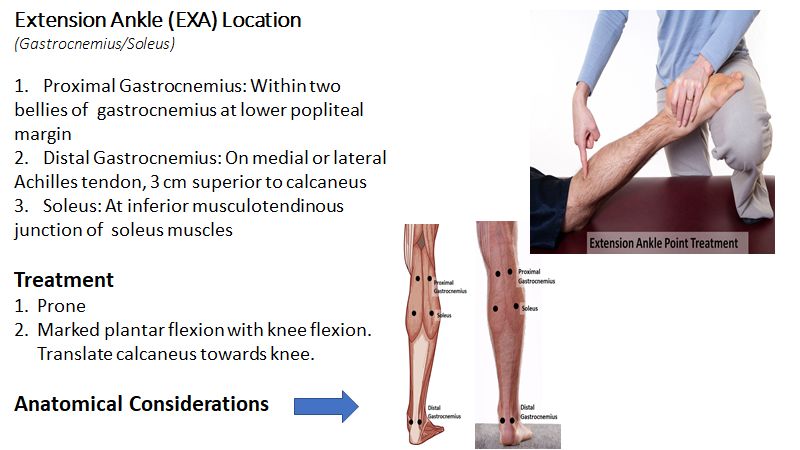 Extension Ankle (EXA) Location
(Gastrocnemius/Soleus)
1. Proximal Gastrocnemius: Within two
bellies of gastrocnemius at lower popliteal
margin
2. Distal Gastrocnemius: On medial or lateral
Achilles tendon, 3 cm superior to calcaneus
3. Soleus: At inferior musculotendinous
junction of soleus muscles
Treatment
1. Prone
2. Marked plantar flexion with knee flexion.
Translate calcaneus towards knee.
Anatomical Considerations
Extension Ankle Point Treatment
Proximal
Gastrocnemius
Soleus
Distal
Gastrocnemius
Proximal
Gastrocnemius
Soleus
Distal
Gastrocnemius